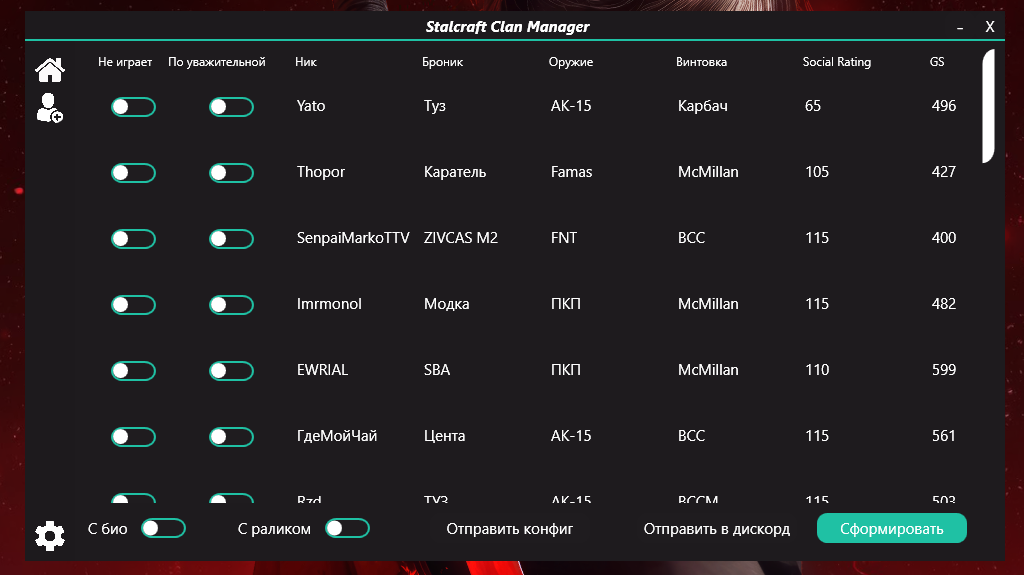 Stalcraft Clan Manager – X
Не играет По уважительной Ник Броник Оружие Винтовка Social Rating GS
Yato Туз АК-15 Карбач 65 496
Thopor Каратель Famas McMillan 105 427
SenpaiMarkoTTV ZIVCAS M2 FNT ВСС 115 400
Imrmonol Модка ПКП McMillan 115 482
EWRIAL SBA ПКП McMillan 110 599
ГдеМойЧай Цента АК-15 ВСС 115 561
Rzd ТУЗ АК-15 ВССМ 115 503
С био С раликом Отправить конфиг Отправить в дискорд Сформировать